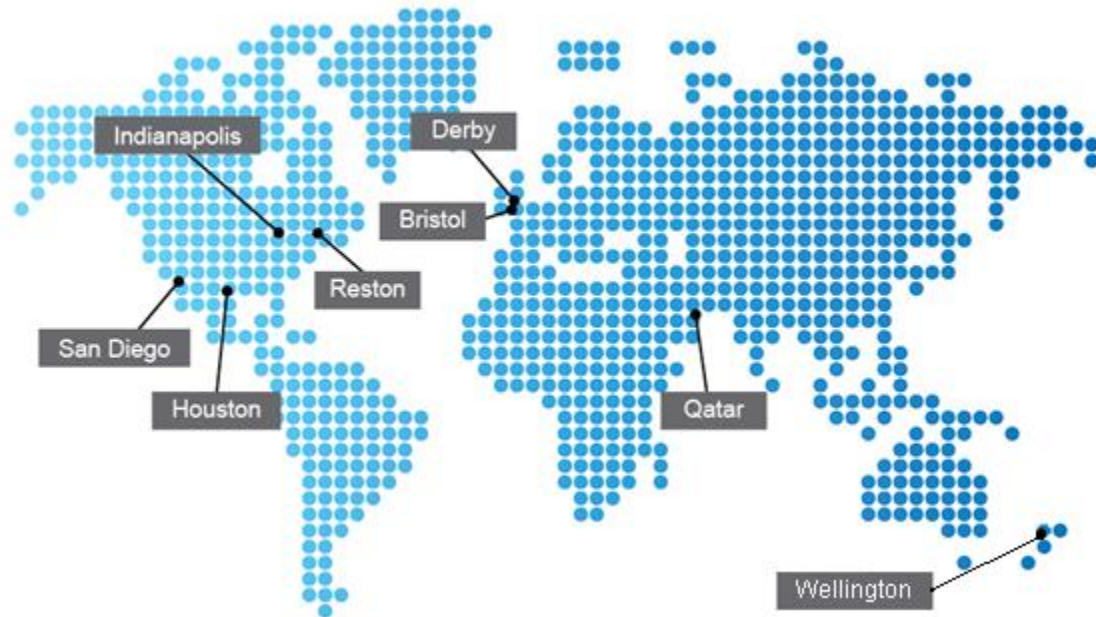 Indianapolis
Derby
Bristol
Reston
San Diego
Houston
Qatar
Wellington